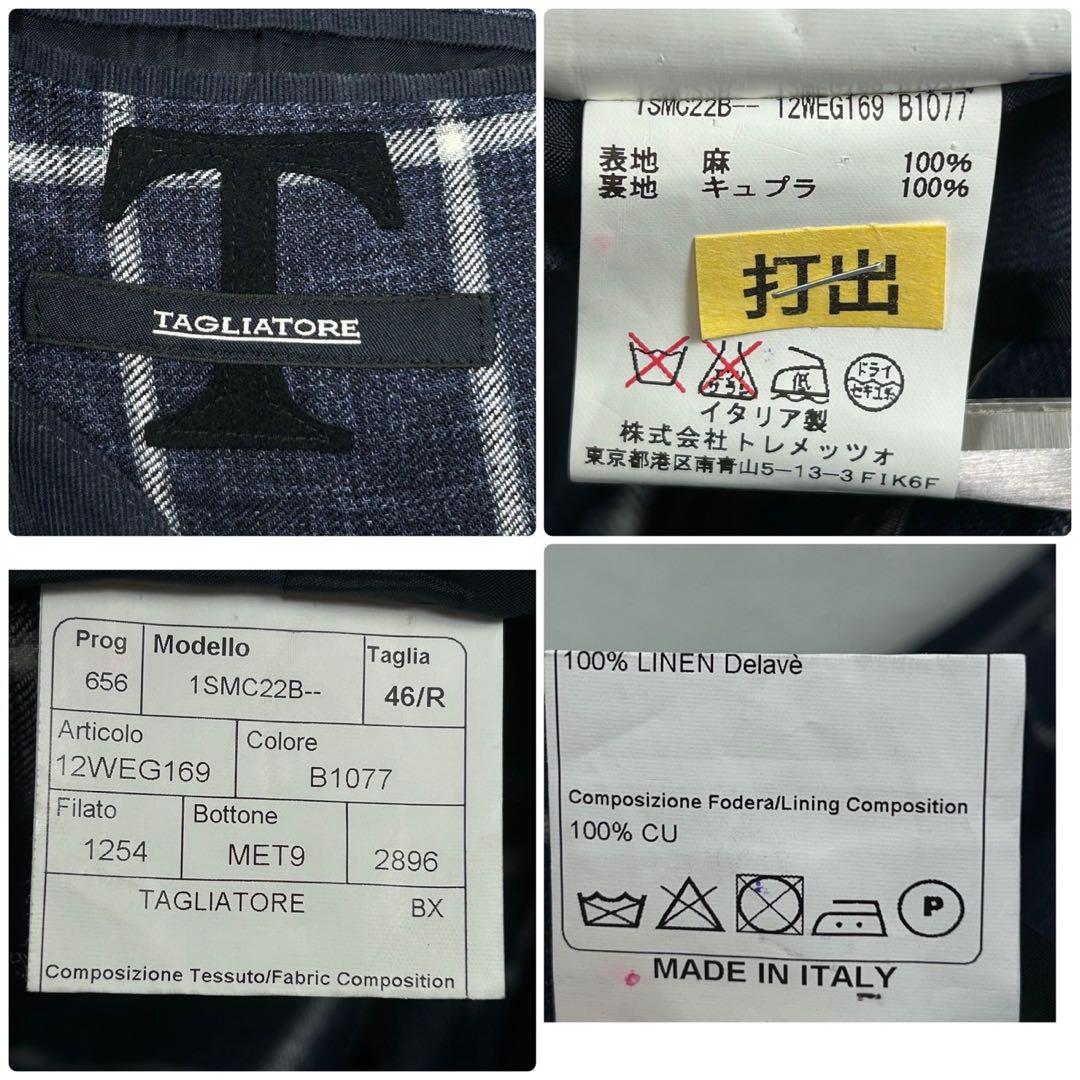 T
TAGLIATORE
1SMC22B-- 12WEG169 B1077
表地 麻 100%
裏地 キュプラ 100%
打出
低
ドライ
セキユ系
イタリア製
株式会社トレメッツォ
東京都港区南青山5-13-3 FIK6F
Prog Modello Taglia
656 1SMC22B-- 46/R
Articolo Colore
12WEG169 B1077
Filato Bottone
1254 MET9 2896
TAGLIATORE BX
Composizione Tessuto/Fabric Composition
100% LINEN Delavè
Composizione Fodera/Lining Composition
100% CU
P
MADE IN ITALY